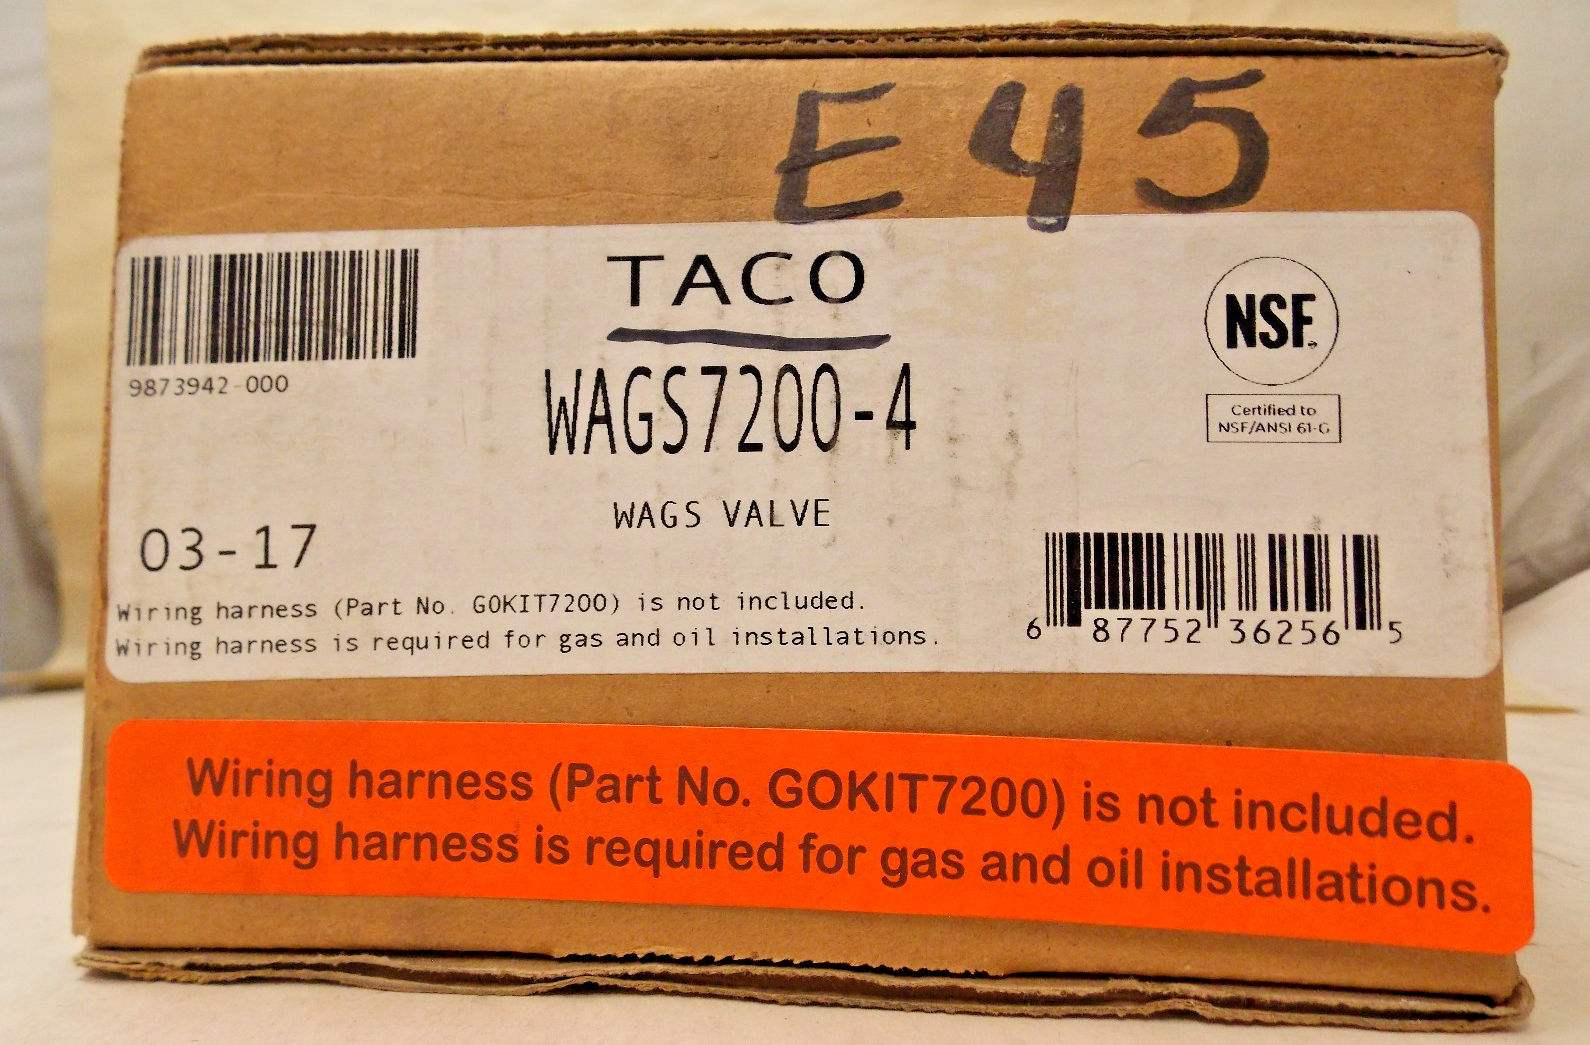 E45
TACO
9873942-000
WAGS7200-4
NSF.
Certified to
NSF/ANSI 61-G
WAGS VALVE
03-17
Wiring harness (Part No. GOKIT7200) is not included.
Wiring harness is required for gas and oil installations.
6 87752 36256 5
Wiring harness (Part No. GOKIT7200) is not included.
Wiring harness is required for gas and oil installations.